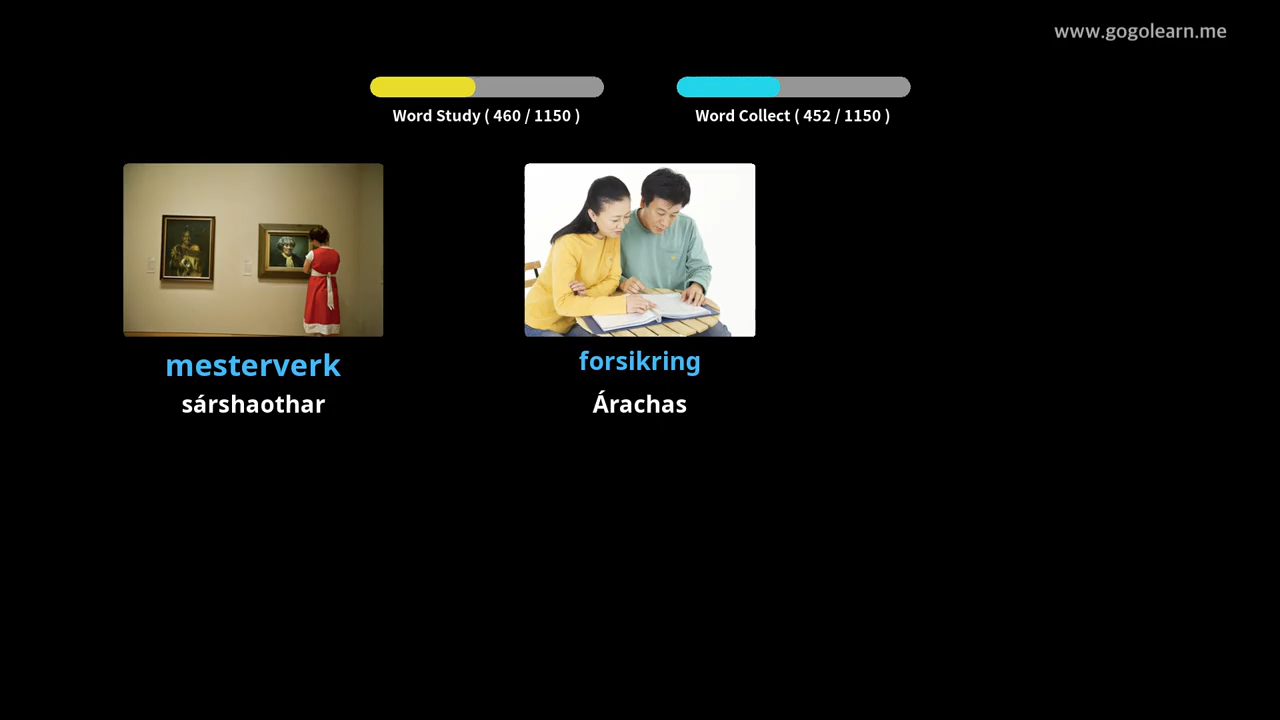 www.gogolearn.me
Word Study ( 460 / 1150 )
Word Collect ( 452 / 1150 )
mesterverk
sárshaothar
forsikring
Árachas